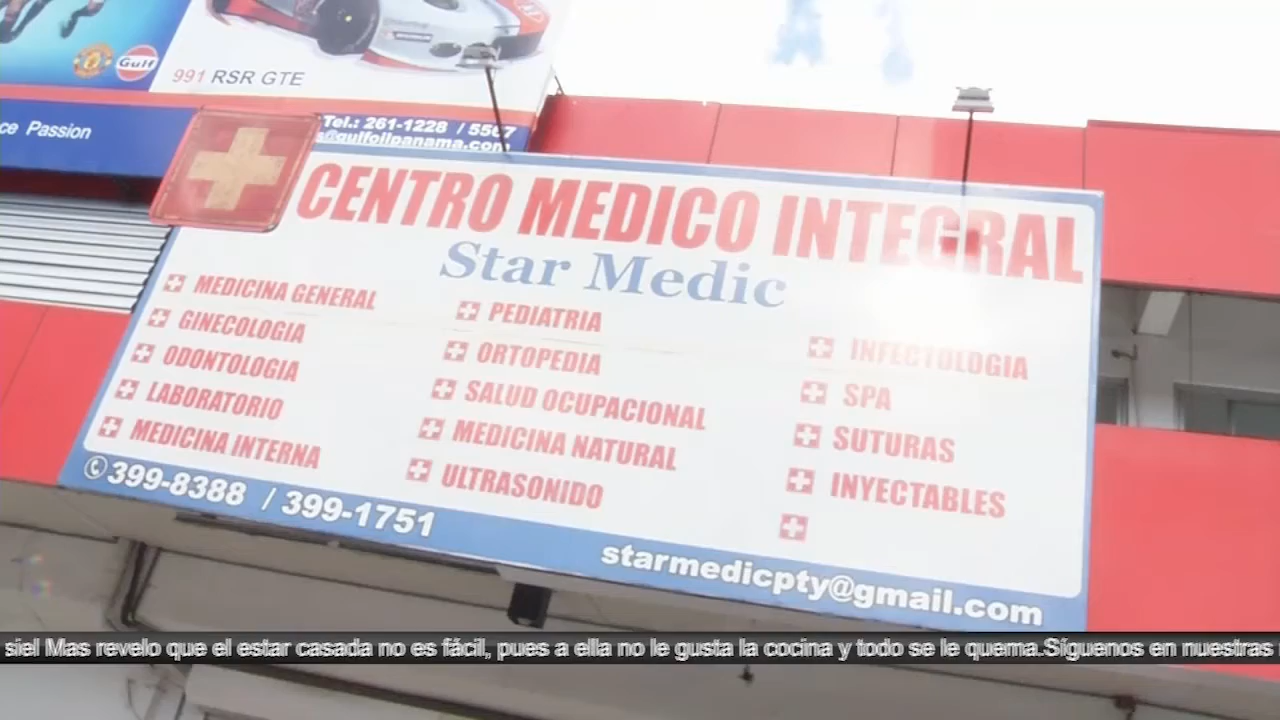 Gulf
991 RSR GTE
ce Passion
Tel.: 261-1228 / 5567
s@gulfoilpanama.com
CENTRO MEDICO INTEGRAL
Star Medic
MEDICINA GENERAL
GINECOLOGIA
ODONTOLOGIA
LABORATORIO
MEDICINA INTERNA
PEDIATRIA
ORTOPEDIA
SALUD OCUPACIONAL
MEDICINA NATURAL
ULTRASONIDO
INFECTOLOGIA
SPA
SUTURAS
INYECTABLES
399-8388 / 399-1751
starmedicpty@gmail.com
siel Mas revelo que el estar casada no es fácil, pues a ella no le gusta la cocina y todo se le quema.Síguenos en nuestras